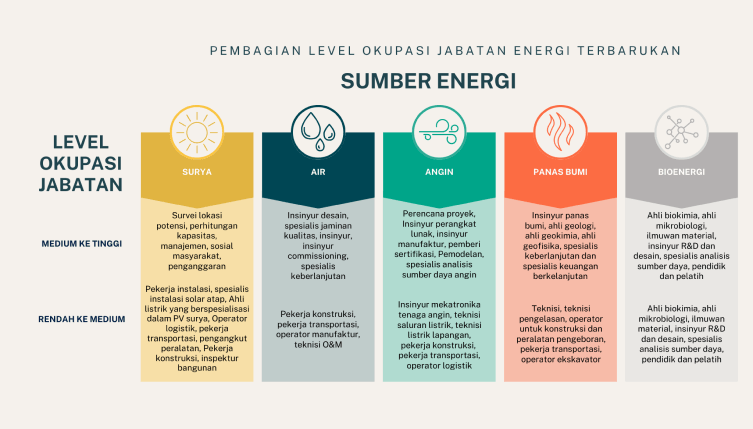 PEMBAGIAN LEVEL OKUPASI JABATAN ENERGI TERBARUKAN
SUMBER ENERGI
LEVEL
OKUPASI
JABATAN
SURYA
AIR
ANGIN
PANAS BUMI
BIOENERGI
MEDIUM KE TINGGI
Survei lokasi
potensi, perhitungan
kapasitas,
manajemen, sosial
masyarakat,
penganggaran
Insinyur desain,
spesialis jaminan
kualitas, insinyur,
insinyur
commissioning,
spesialis
keberlanjutan
Perencana proyek,
Insinyur perangkat
lunak, insinyur
manufaktur, pemberi
sertifikasi, Pemodelan,
spesialis analisis
sumber daya angin
Insinyur panas
bumi, ahli geologi,
ahli geokimia, ahli
geofisika, spesialis
keberlanjutan dan
spesialis keuangan
berkelanjutan
Ahli biokimia, ahli
mikrobiologi,
ilmuwan material,
insinyur R&D dan
desain, spesialis analisis
sumber daya, pendidik
dan pelatih
RENDAH KE MEDIUM
Pekerja instalasi, spesialis
instalasi solar atap, Ahli
listrik yang berspesialisasi
dalam PV surya, Operator
logistik, pekerja
transportasi, pengangkut
peralatan, Pekerja
konstruksi, inspektur
bangunan
Pekerja konstruksi,
pekerja transportasi,
operator manufaktur,
teknisi O&M
Insinyur mekatronika
tenaga angin, teknisi
saluran listrik, teknisi
listrik lapangan,
pekerja konstruksi,
pekerja transportasi,
operator logistik
Teknisi, teknisi
pengelasan, operator
untuk konstruksi dan
peralatan pengeboran,
pekerja transportasi,
operator ekskavator
Ahli biokimia, ahli
mikrobiologi, ilmuwan
material, insinyur R&D
dan desain, spesialis
analisis sumber daya,
pendidik dan pelatih